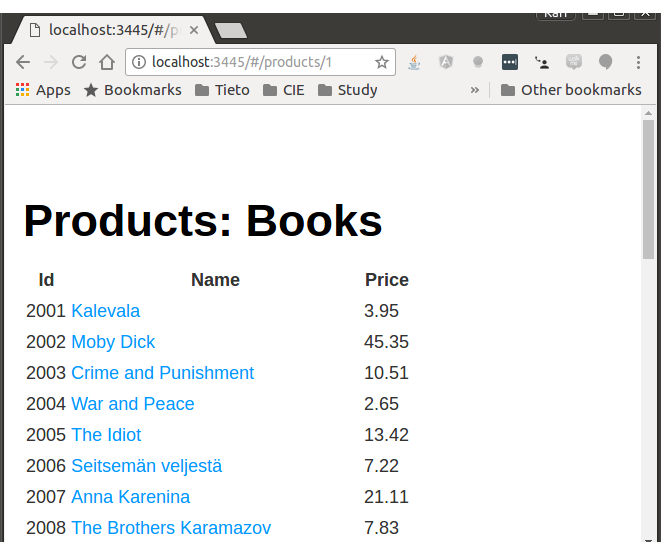 Kari
localhost:3445/#/p
localhost:3445/#/products/1
Apps Bookmarks Tieto CIE Study » Other bookmarks
Products: Books
Id Name Price
2001 Kalevala 3.95
2002 Moby Dick 45.35
2003 Crime and Punishment 10.51
2004 War and Peace 2.65
2005 The Idiot 13.42
2006 Seitsemän veljestä 7.22
2007 Anna Karenina 21.11
2008 The Brothers Karamazov 7.83